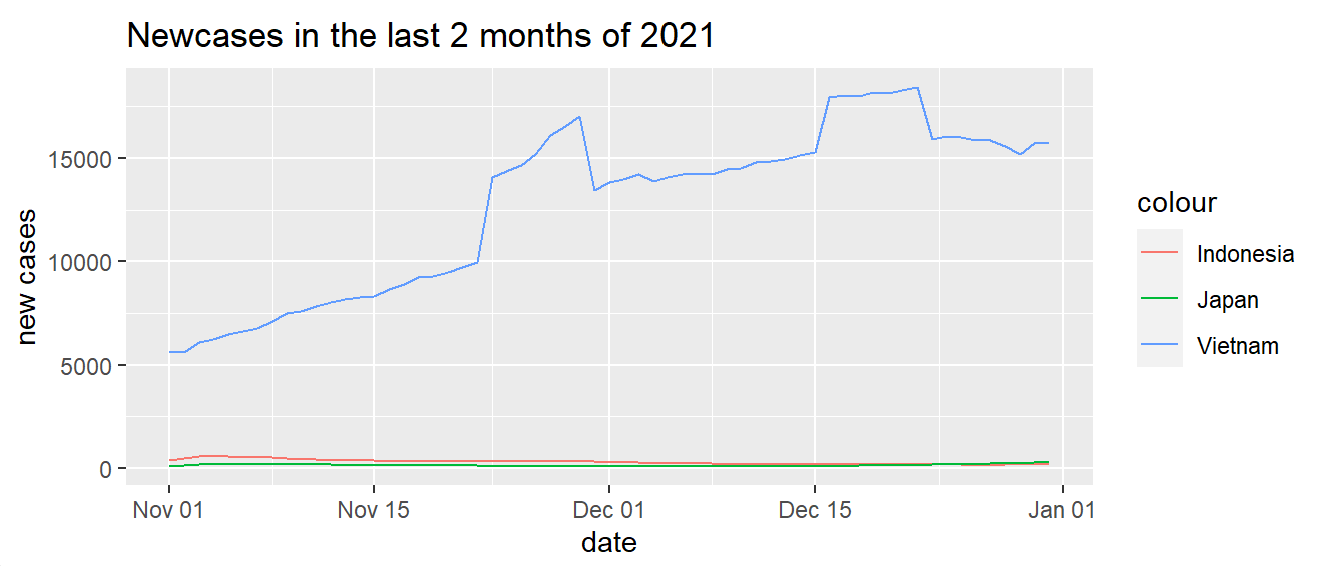 Newcases in the last 2 months of 2021
new cases
15000
10000
5000
0
Nov 01
Nov 15
Dec 01
Dec 15
Jan 01
date
colour
Indonesia
Japan
Vietnam